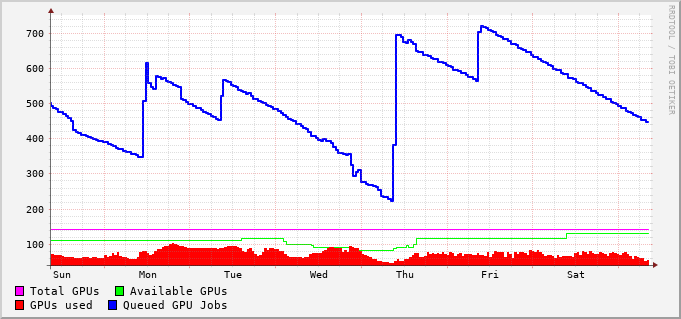 700
600
500
400
300
200
100
Sun Mon Tue Wed Thu Fri Sat
Total GPUs Available GPUs
GPUs used Queued GPU Jobs
RRDTOOL / TOBI OETIKER